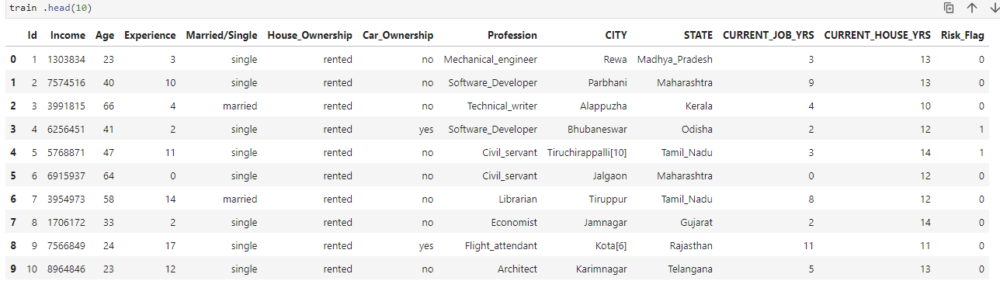 train .head(10)
Id Income Age Experience Married/Single House_Ownership Car_Ownership Profession CITY STATE CURRENT_JOB_YRS CURRENT_HOUSE_YRS Risk_Flag
0 1 1303834 23 3 single rented no Mechanical_engineer Rewa Madhya_Pradesh 3 13 0
1 2 7574516 40 10 single rented no Software_Developer Parbhani Maharashtra 9 13 0
2 3 3991815 66 4 married rented no Technical_writer Alappuzha Kerala 4 10 0
3 4 6256451 41 2 single rented yes Software_Developer Bhubaneswar Odisha 2 12 1
4 5 5768871 47 11 single rented no Civil_servant Tiruchirappalli[10] Tamil_Nadu 3 14 1
5 6 6915937 64 0 single rented no Civil_servant Jalgaon Maharashtra 0 12 0
6 7 3954973 58 14 married rented no Librarian Tiruppur Tamil_Nadu 8 12 0
7 8 1706172 33 2 single rented no Economist Jamnagar Gujarat 2 14 0
8 9 7566849 24 17 single rented yes Flight_attendant Kota[6] Rajasthan 11 11 0
9 10 8964846 23 12 single rented no Architect Karimnagar Telangana 5 13 0